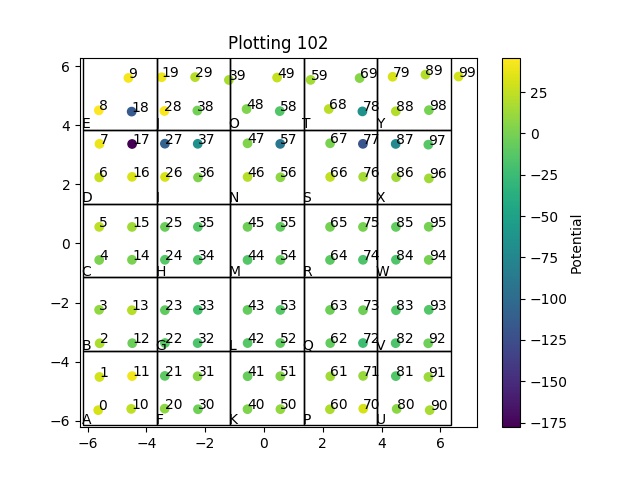 Plotting 102
6
4
2
0
−2
−4
−6
−6 −4 −2 0 2 4 6
9 19 29 39 49 59 69 79 89 99
8 18 28 38 48 58 68 78 88 98
E J O T Y
7 17 27 37 47 57 67 77 87 97
6 16 26 36 46 56 66 76 86 96
D I N S X
5 15 25 35 45 55 65 75 85 95
4 14 24 34 44 54 64 74 84 94
C H M R W
3 13 23 33 43 53 63 73 83 93
2 12 22 32 42 52 62 72 82 92
B G L Q V
1 11 21 31 41 51 61 71 81 91
0 10 20 30 40 50 60 70 80 90
A F K P U
25
0
−25
−50
−75
−100
−125
−150
−175
Potential